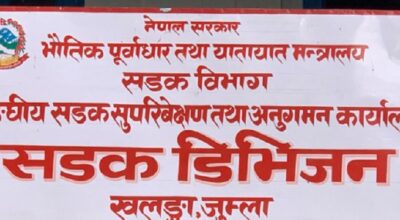 नेपाल सरकार
भौतिक पूर्वाधार तथा यातायात मन्त्रालय
सडक विभाग
सडक सुपरिबेक्षण तथा अनुगमन
सडक डिभिजन
खलङ्गा, जुम्ला